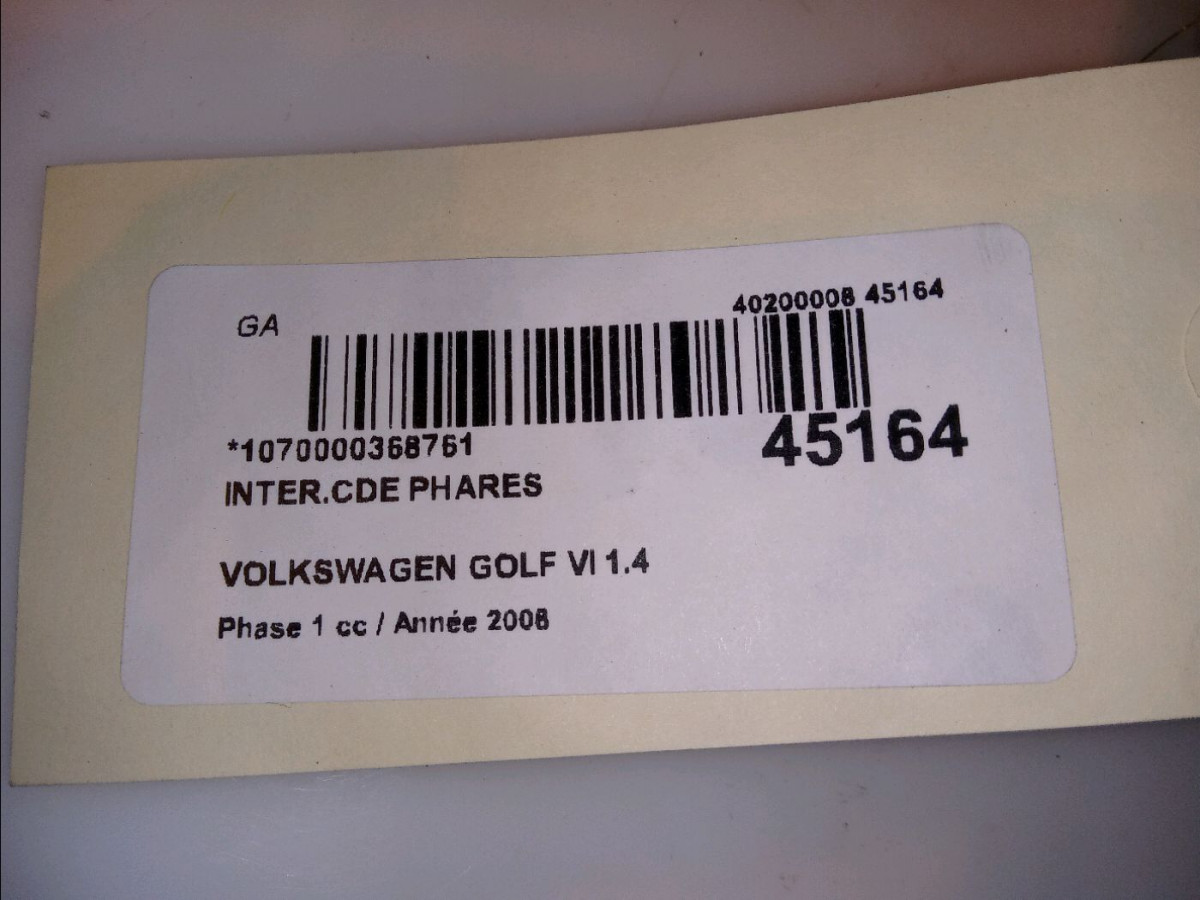 GA
40200008 45164
*1070000368761
45164
INTER.CDE PHARES
VOLKSWAGEN GOLF VI 1.4
Phase 1 cc / Année 2008